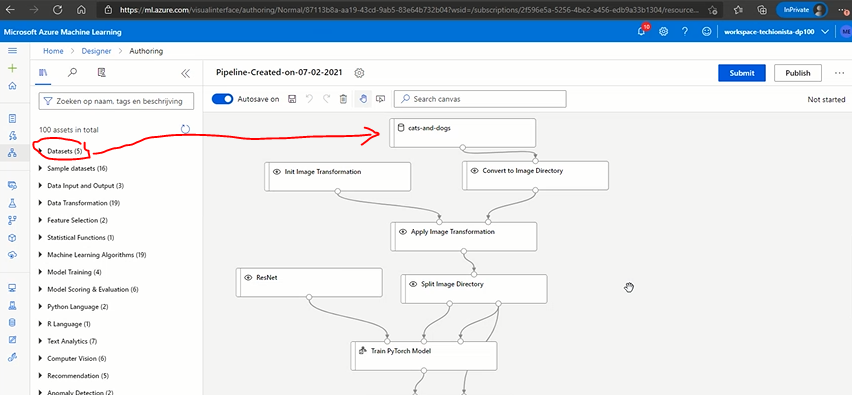 https://ml.azure.com/visualinterface/authoring/Normal/87113b8a-aa19-43cd-9ab5-83e64b732b04?wsid=/subscriptions/2f596e5a-5256-4be2-a456-edb9a33b1304/resource...
InPrivate
Microsoft Azure Machine Learning
workspace-techionista-dp100
Home > Designer > Authoring
Pipeline-Created-on-07-02-2021
Submit
Publish
Zoeken op naam, tags en beschrijving
Autosave on
Search canvas
Not started
100 assets in total
Datasets (5)
Sample datasets (16)
Data Input and Output (3)
Data Transformation (19)
Feature Selection (2)
Statistical Functions (1)
Machine Learning Algorithms (19)
Model Training (4)
Model Scoring & Evaluation (6)
Python Language (2)
R Language (1)
Text Analytics (7)
Computer Vision (6)
Recommendation (5)
Anomaly Detection (2)
cats-and-dogs
Init Image Transformation
Convert to Image Directory
Apply Image Transformation
ResNet
Split Image Directory
Train PyTorch Model